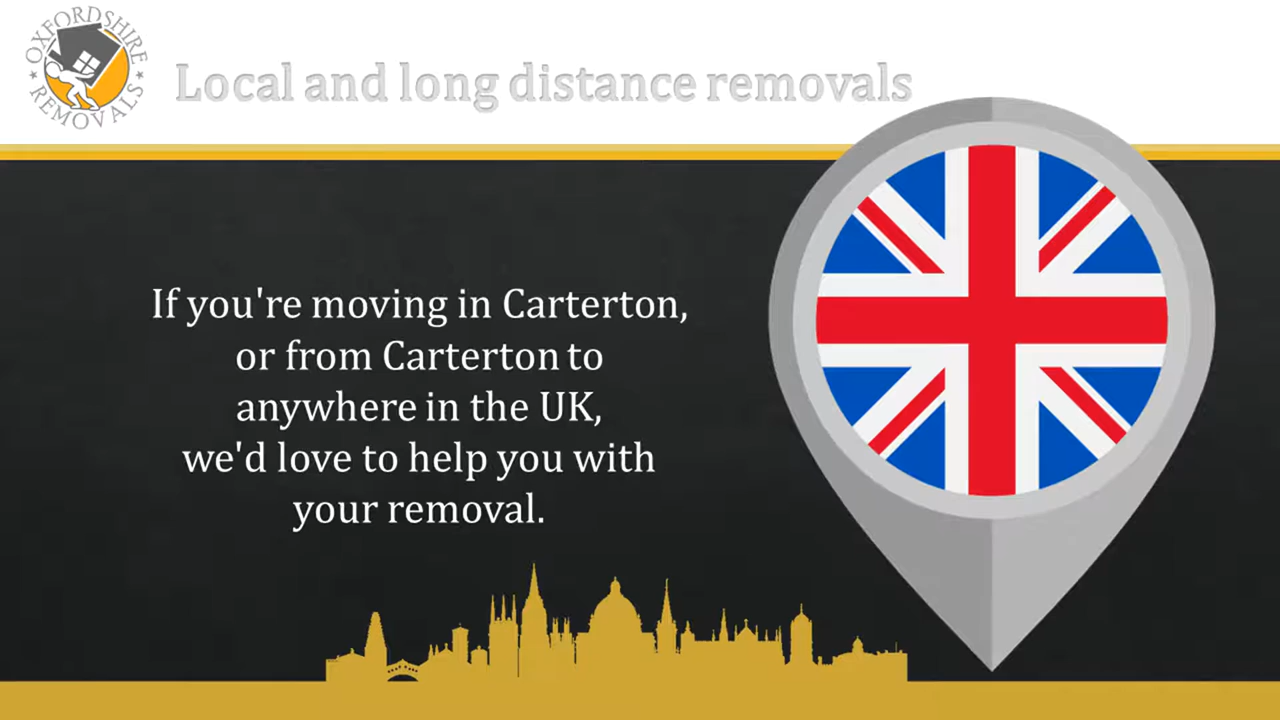 OXFORDSHIRE
REMOVALS
Local and long distance removals
If you're moving in Carterton,
or from Carterton to
anywhere in the UK,
we'd love to help you with
your removal.